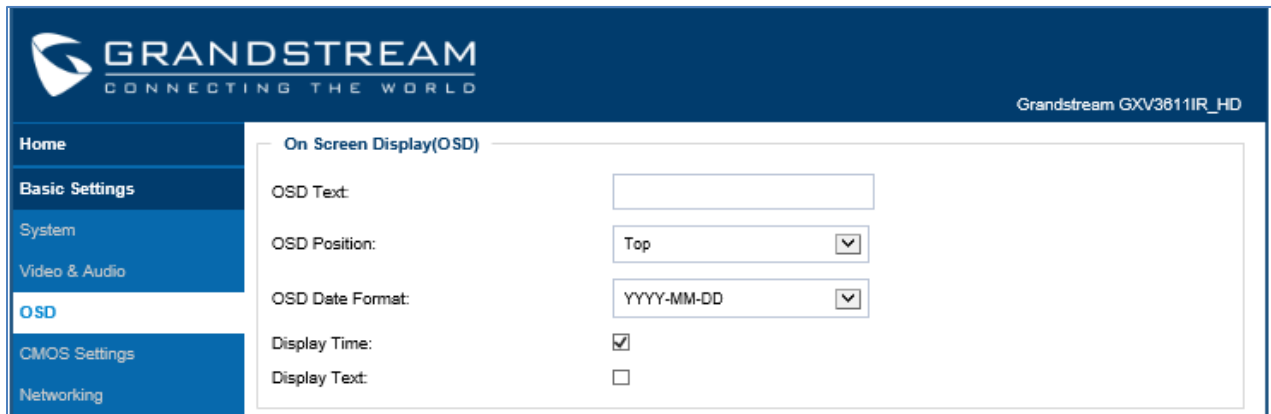 GRANDSTREAM
CONNECTING THE WORLD
Grandstream GXV3611IR_HD
Home
Basic Settings
System
Video & Audio
OSD
CMOS Settings
Networking
On Screen Display(OSD)
OSD Text:
OSD Position: Top
OSD Date Format: YYYY-MM-DD
Display Time:
Display Text: